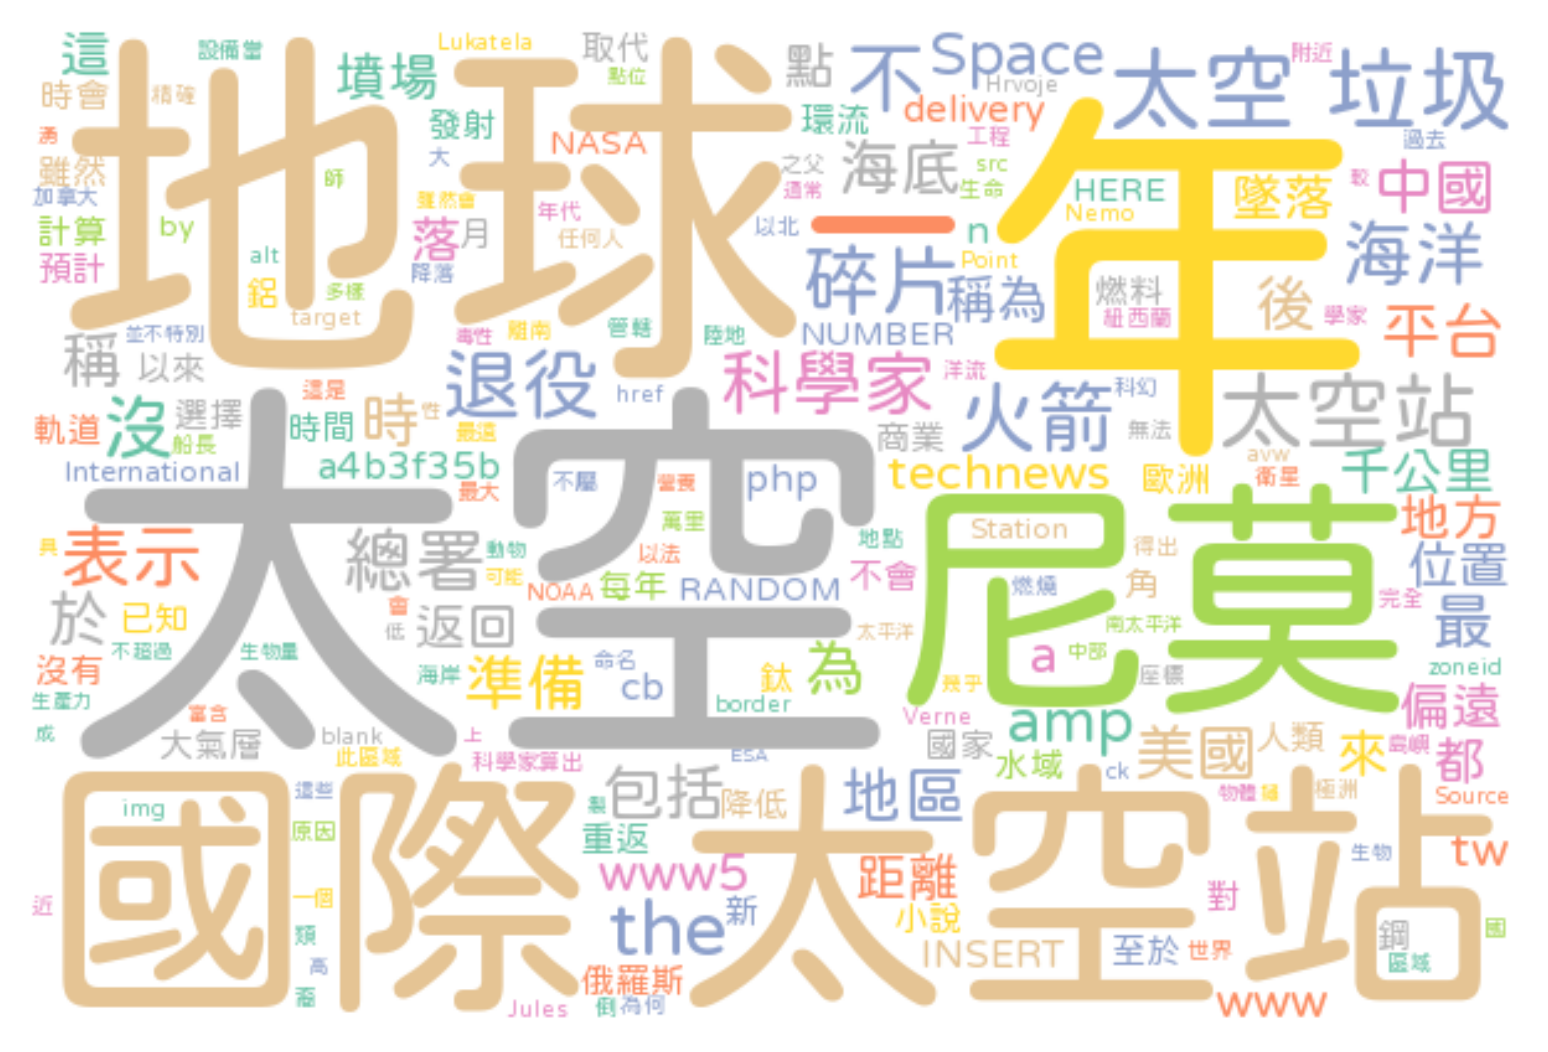 這
設備當
Lukatela
取代
點
不
Space
附近
墳場
點位
Hrvoje
太空
垃圾
時會
精確
地球
發射
NASA
環流
delivery
過去
湧
大
工程
雖然
之父
海底
src
年
HERE
墜落
較
中國
加拿大
師
雖然會
通常
生命
Nemo
計算
by
年代
落
月
任何人
以北
一
n
海洋
alt
預計
鋁
多樣
降落
碎片
Point
稱為
燃料
後
target
紐西蘭
學家
平台
並不特別
毒性
離南
管轄
陸地
NUMBER
稱
以來
退役
科學家
洋流
這是
href
火箭
科幻
太空站
軌道
沒
選擇
船長
時間
時
性
最遠
商業
無法
avw
International
a4b3f35b
最大
太空
不屬
營養
php
technews
歐洲
衛星
千公里
萬里
Station
地方
具
表示
總署
動物
可能
以法
地點
尼莫
得出
位置
NOAA
每年
RANDOM
不會
燃燒
角
完全
於
已知
會
低
返回
太平洋
南太平洋
最
不超過
生物量
沒有
海岸
準備
命名
cb
鈦
為
a
中部
座標
zoneid
生產力
富含
border
幾乎
偏遠
成
大氣層
blank
上
Verne
amp
國家
美國
人類
來
島嶼
都
此區域
科學家算出
ESA
水域
ck
國際太空站
img
這些
包括
降低
地區
物體
極洲
Source
原因
重返
tw
生物
www5
距離
近
一個
the
新
小說
對
類
INSERT
至於
世界
鋼
國
區域
高
俄羅斯
Jules
倒
為何
www